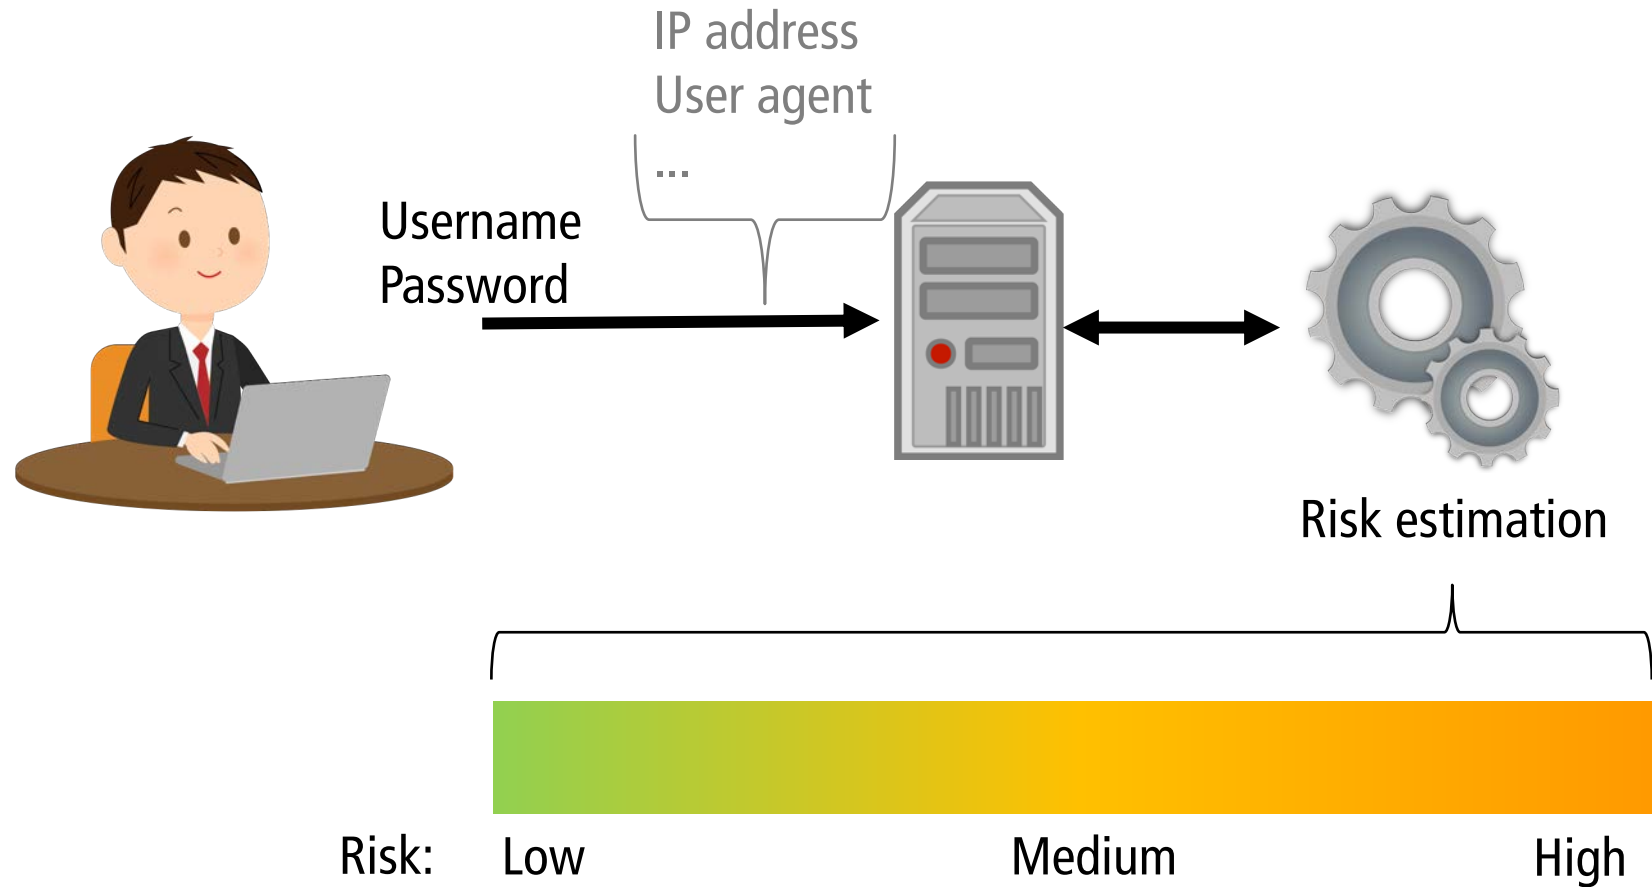 IP address
User agent
...
Username
Password
Risk estimation
Risk: Low Medium High